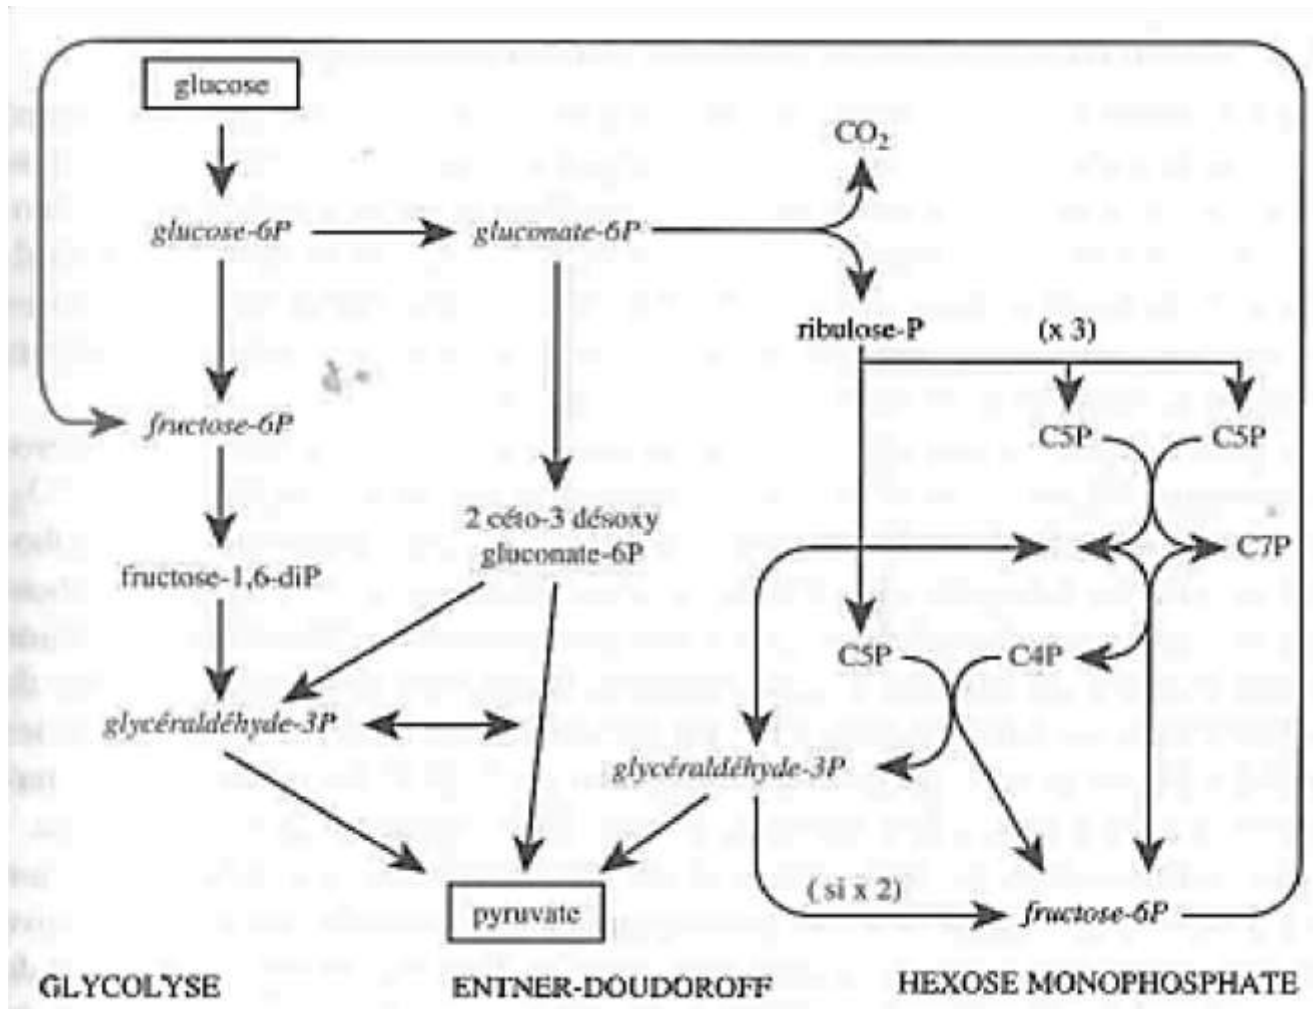 glucose
CO₂
glucose-6P
gluconate-6P
ribulose-P
(x 3)
fructose-6P
C5P
C5P
2 céto-3 désoxy
gluconate-6P
C7P
fructose-1,6-diP
C5P
C4P
glycéraldéhyde-3P
glycéraldéhyde-3P
(si x 2)
pyruvate
fructose-6P
GLYCOLYSE
ENTNER-DOUDOROFF
HEXOSE MONOPHOSPHATE